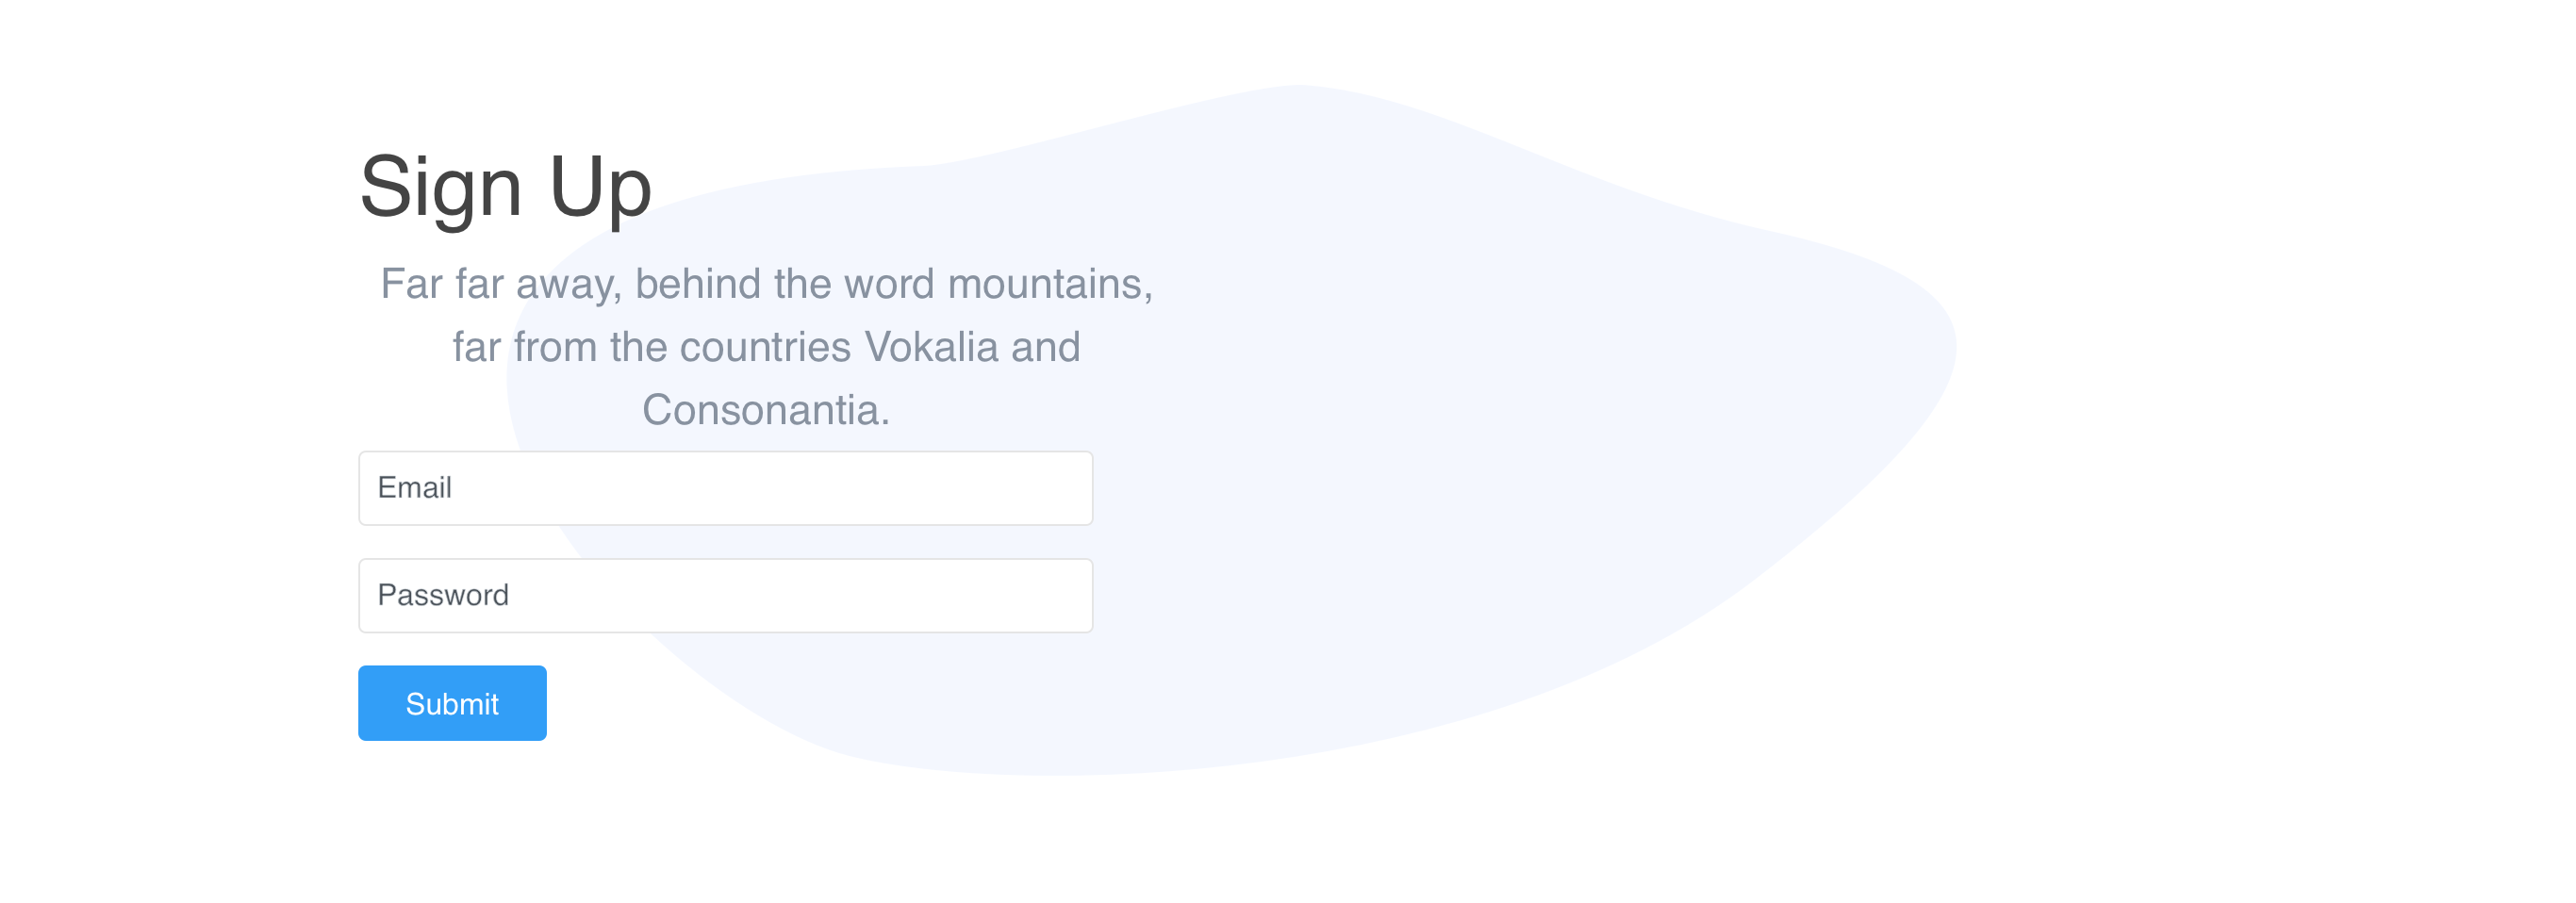 Sign Up
Far far away, behind the word mountains,
far from the countries Vokalia and
Consonantia.
Email
Password
Submit